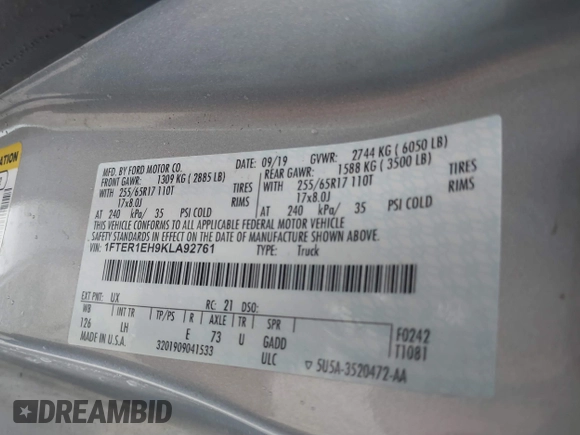 MFD. BY FORD MOTOR CO.
DATE: 09/19 GVWR: 2744 KG ( 6050 LB)
FRONT GAWR: 1309 KG ( 2885 LB) REAR GAWR: 1588 KG ( 3500 LB)
WITH 255/65R17 110T TIRES WITH 255/65R17 110T TIRES
17x8.0J RIMS 17x8.0J RIMS
AT 240 kPa/ 35 PSI COLD AT 240 kPa/ 35 PSI COLD
THIS VEHICLE CONFORMS TO ALL APPLICABLE FEDERAL MOTOR VEHICLE
SAFETY STANDARDS IN EFFECT ON THE DATE OF MANUFACTURE SHOWN ABOVE.
VIN: 1FTER1EH9KLA92761 TYPE: Truck
EXT PNT: UX RC: 21 DSO:
WB INT TR TP/PS R AXLE TR SPR
126 LH E 73 U GADD F0242
MADE IN U.S.A. 3201909041533 ULC T1081
5U5A-3520472-AA
DREAMBID